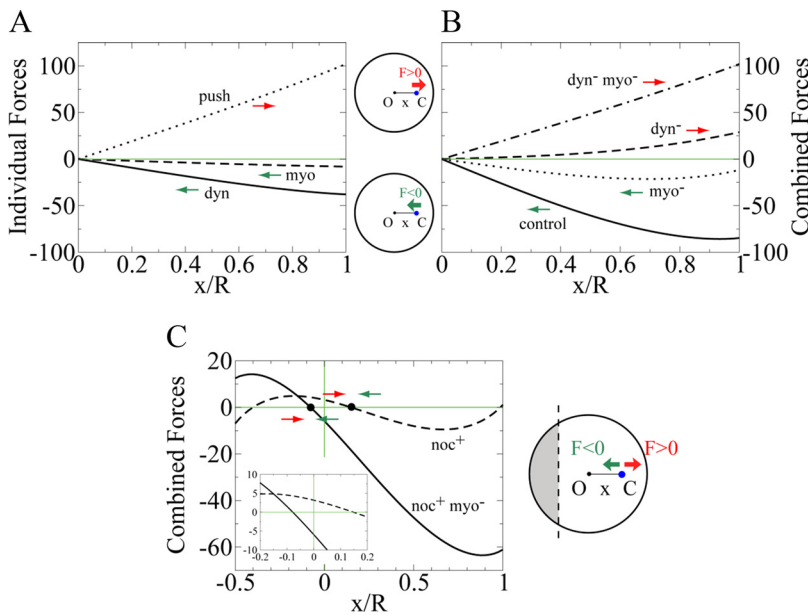 A
B
Individual Forces
100
50
0
-50
-100
push
myo
dyn
0 0.2 0.4 0.6 0.8 1
x/R
F>0
O x C
F<0
O x C
dyn⁻ myo⁻
dyn⁻
myo⁻
control
0 0.2 0.4 0.6 0.8 1
x/R
100
50
0
-50
-100
Combined Forces
C
Combined Forces
20
0
-20
-40
-60
noc⁺
noc⁺ myo⁻
10
5
0
-5
-10
-0.2 -0.1 0 0.1 0.2
-0.5 0 0.5 1
x/R
F<0 F>0
O x C